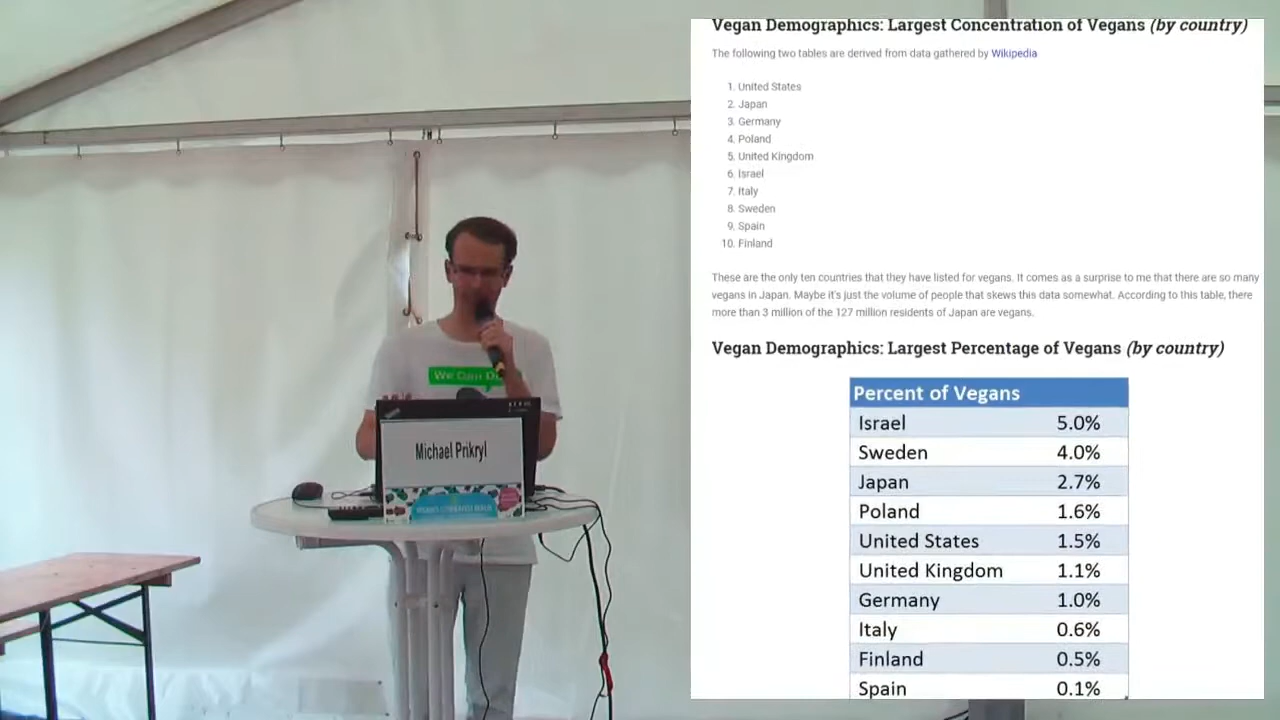 Vegan Demographics: Largest Concentration of Vegans (by country)
The following two tables are derived from data gathered by Wikipedia
1. United States
2. Japan
3. Germany
4. Poland
5. United Kingdom
6. Israel
7. Italy
8. Sweden
9. Spain
10. Finland
These are the only ten countries that they have listed for vegans. It comes as a surprise to me that there are so many
vegans in Japan. Maybe it's just the volume of people that skews this data somewhat. According to this table, there
more than 3 million of the 127 million residents of Japan are vegans.
Vegan Demographics: Largest Percentage of Vegans (by country)
Percent of Vegans
Israel 5.0%
Sweden 4.0%
Japan 2.7%
Poland 1.6%
United States 1.5%
United Kingdom 1.1%
Germany 1.0%
Italy 0.6%
Finland 0.5%
Spain 0.1%
We Can Do
Michael Prikryl